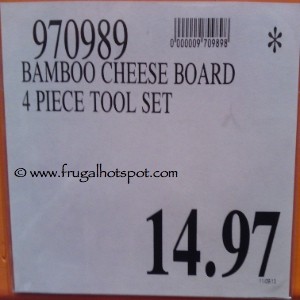 970989
0000009709898
*
BAMBOO CHEESE BOARD
4 PIECE TOOL SET
www.frugalhotspot.com
14.97